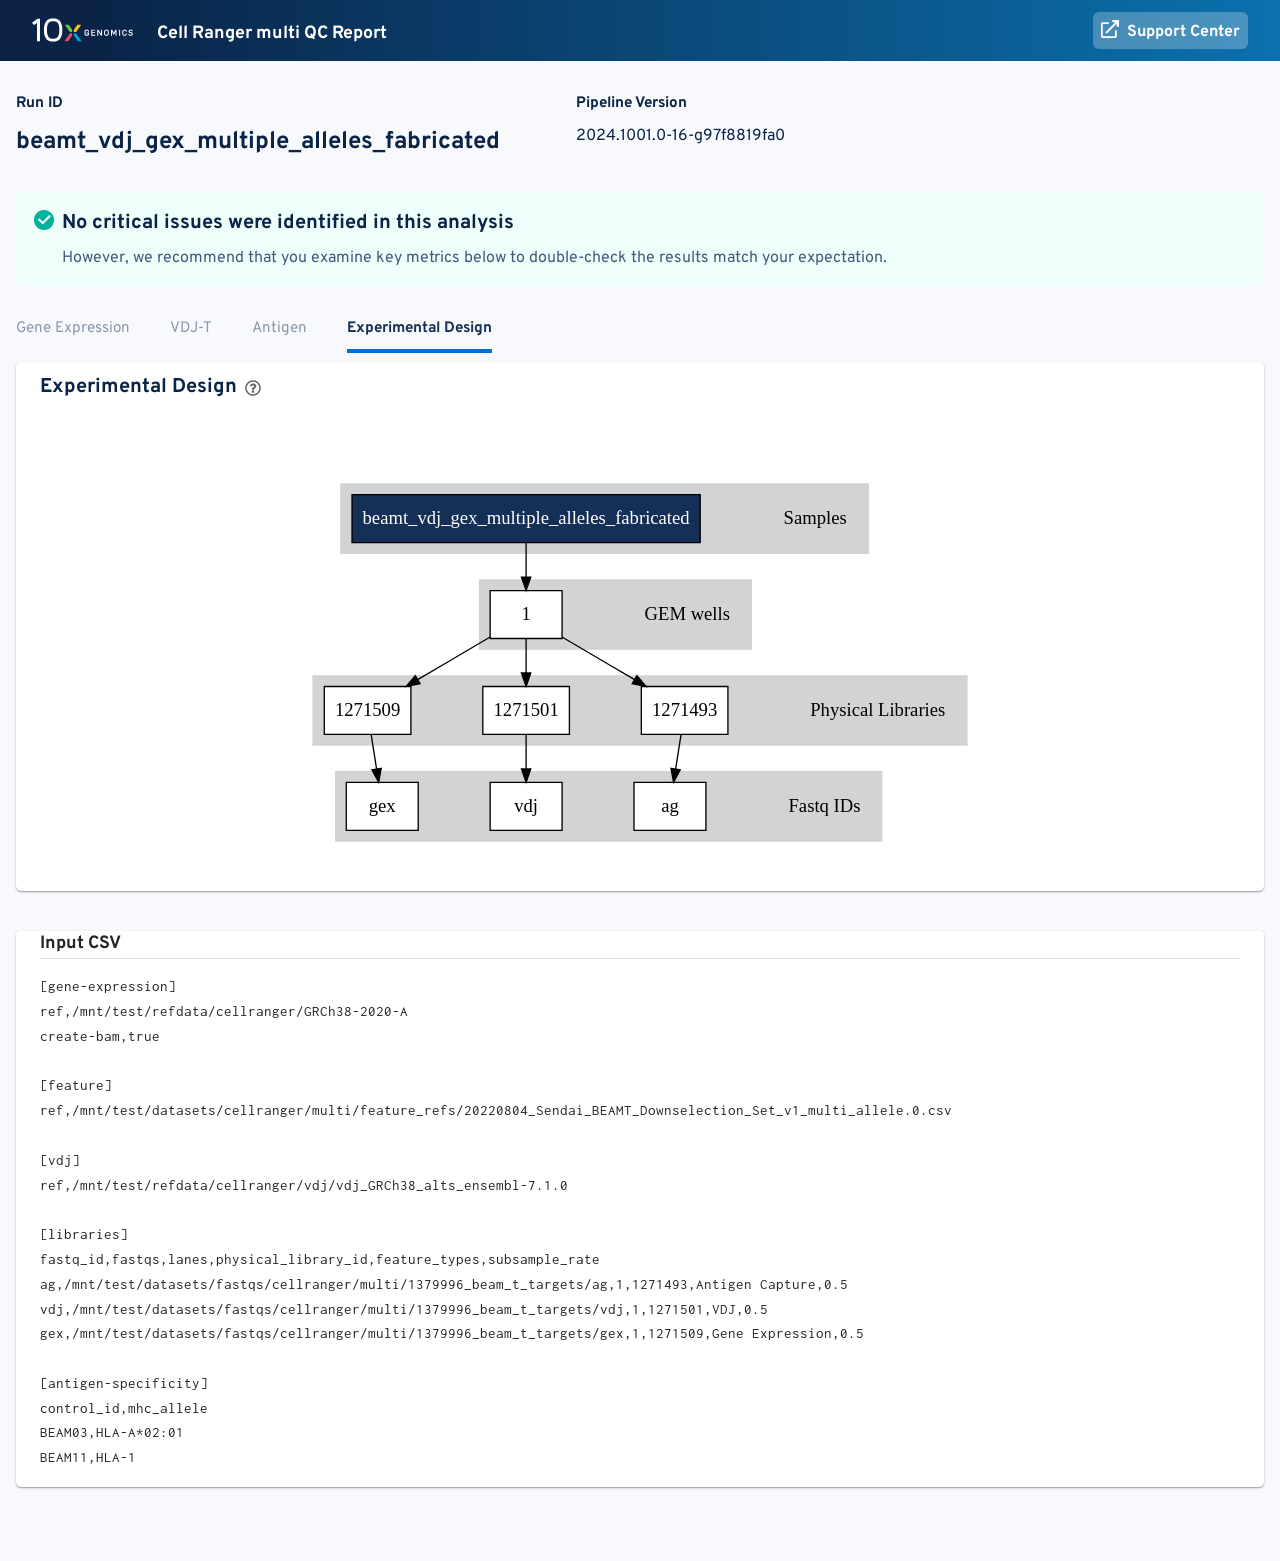 10X GENOMICS Cell Ranger multi QC Report Support Center
Run ID Pipeline Version
beamt_vdj_gex_multiple_alleles_fabricated 2024.1001.0-16-g97f8819fa0
No critical issues were identified in this analysis
However, we recommend that you examine key metrics below to double-check the results match your expectation.
Gene Expression VDJ-T Antigen Experimental Design
Experimental Design ?
beamt_vdj_gex_multiple_alleles_fabricated Samples
1 GEM wells
1271509 1271501 1271493 Physical Libraries
gex vdj ag Fastq IDs
Input CSV
[gene-expression]
ref,/mnt/test/refdata/cellranger/GRCh38-2020-A
create-bam,true
[feature]
ref,/mnt/test/datasets/cellranger/multi/feature_refs/20220804_Sendai_BEAMT_Downselection_Set_v1_multi_allele.0.csv
[vdj]
ref,/mnt/test/refdata/cellranger/vdj/vdj_GRCh38_alts_ensembl-7.1.0
[libraries]
fastq_id,fastqs,lanes,physical_library_id,feature_types,subsample_rate
ag,/mnt/test/datasets/fastqs/cellranger/multi/1379996_beam_t_targets/ag,1,1271493,Antigen Capture,0.5
vdj,/mnt/test/datasets/fastqs/cellranger/multi/1379996_beam_t_targets/vdj,1,1271501,VDJ,0.5
gex,/mnt/test/datasets/fastqs/cellranger/multi/1379996_beam_t_targets/gex,1,1271509,Gene Expression,0.5
[antigen-specificity]
control_id,mhc_allele
BEAM03,HLA-A*02:01
BEAM11,HLA-1